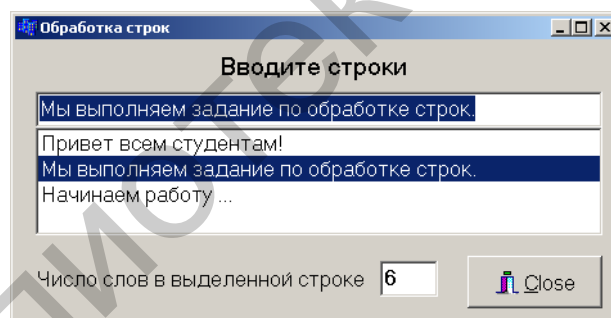 Обработка строк
Вводите строки
Мы выполняем задание по обработке строк.
Привет всем студентам!
Мы выполняем задание по обработке строк.
Начинаем работу ...
Число слов в выделенной строке 6
Close